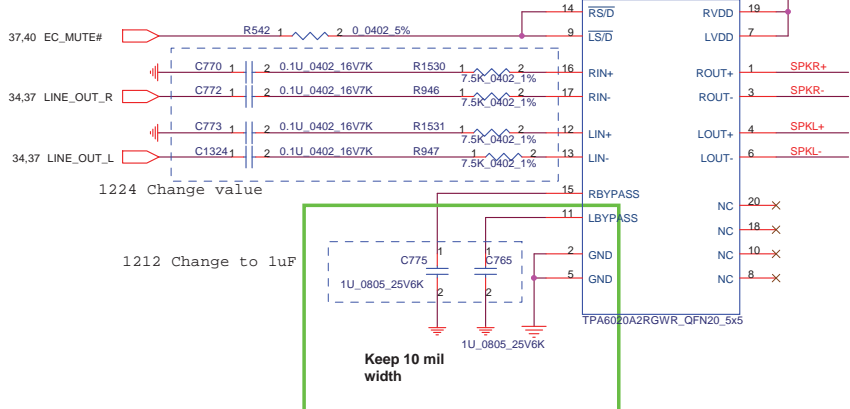 14 RS/D RVDD 19
37,40 EC_MUTE# R542 1 2 0_0402_5% 9 LS/D LVDD 7
C770 1 2 0.1U_0402_16V7K R1530 1 2 7.5K_0402_1% 16 RIN+ ROUT+ 1 SPKR+
34,37 LINE_OUT_R C772 1 2 0.1U_0402_16V7K R946 1 2 7.5K_0402_1% 17 RIN- ROUT- 3 SPKR-
C773 1 2 0.1U_0402_16V7K R1531 1 2 7.5K_0402_1% 12 LIN+ LOUT+ 4 SPKL+
34,37 LINE_OUT_L C1324 1 2 0.1U_0402_16V7K R947 1 2 7.5K_0402_1% 13 LIN- LOUT- 6 SPKL-
1224 Change value
15 RBYPASS
NC 20
11 LBYPASS
NC 18
2 GND NC 10
1212 Change to 1uF
C775 1 2 1U_0805_25V6K
C765 1 2 1U_0805_25V6K
5 GND NC 8
TPA6020A2RGWR_QFN20_5x5
Keep 10 mil
width